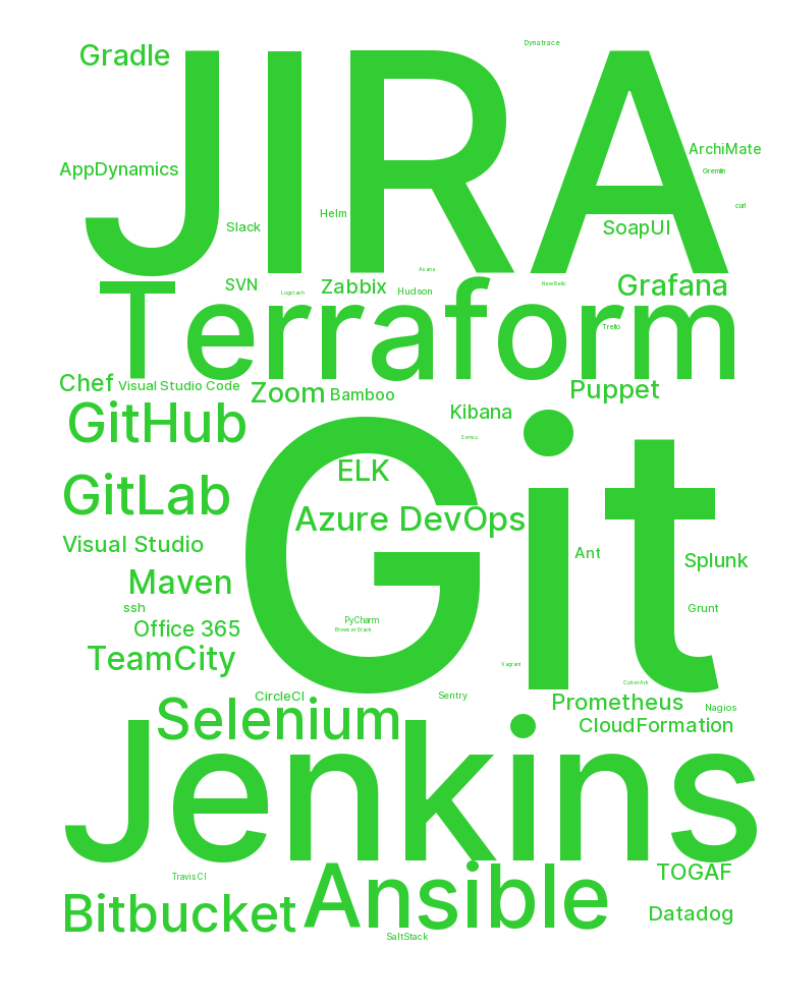 Dynatrace
Gradle
JIRA
ArchiMate
AppDynamics
Gremlin
curl
Helm
Slack
SoapUI
Asana
SVN
Logstash
Zabbix
Hudson
New Relic
Grafana
Terraform
Trello
Chef
Visual Studio Code
Zoom
Bamboo
Puppet
GitHub
Kibana
Git
ELK
GitLab
Azure DevOps
Visual Studio
Ant
Splunk
Maven
ssh
Grunt
PyCharm
Office 365
BrowserStack
TeamCity
Vagrant
CyberArk
CircleCI
Sentry
Prometheus
Nagios
Selenium
CloudFormation
Jenkins
TravisCI
TOGAF
Ansible
Bitbucket
Datadog
SaltStack